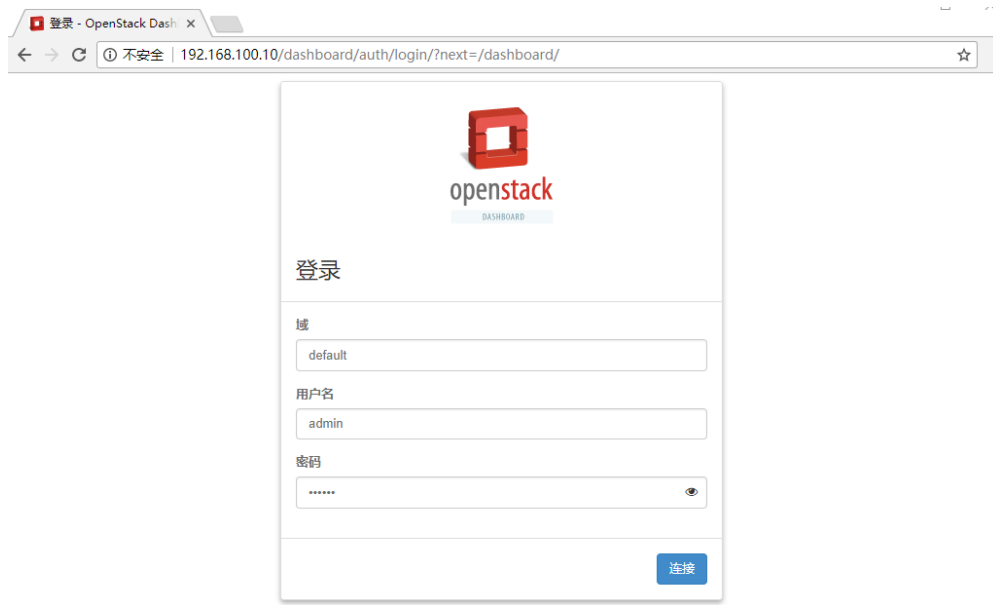 登录 - OpenStack Dash
不安全 192.168.100.10/dashboard/auth/login/?next=/dashboard/
openstack
DASHBOARD
登录
域
default
用户名
admin
密码
••••••
连接